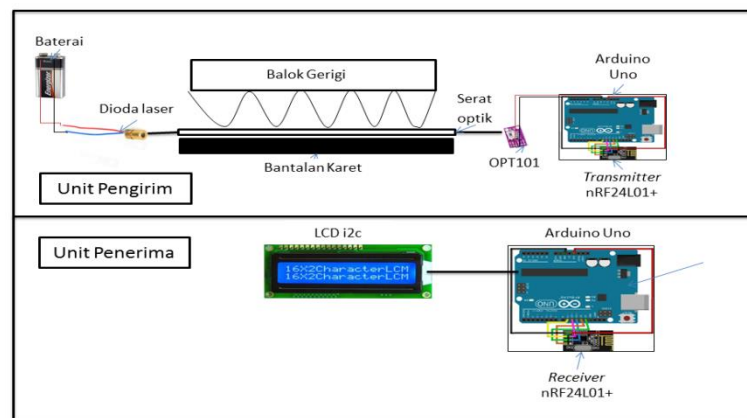 Baterai
Balok Gerigi
Arduino
Uno
Dioda laser
Serat
optik
OPT101
Bantalan Karet
Transmitter
nRF24L01+
Unit Pengirim
Unit Penerima
LCD i2c
Arduino Uno
16X2CharacterLCM
16X2CharacterLCM
Receiver
nRF24L01+